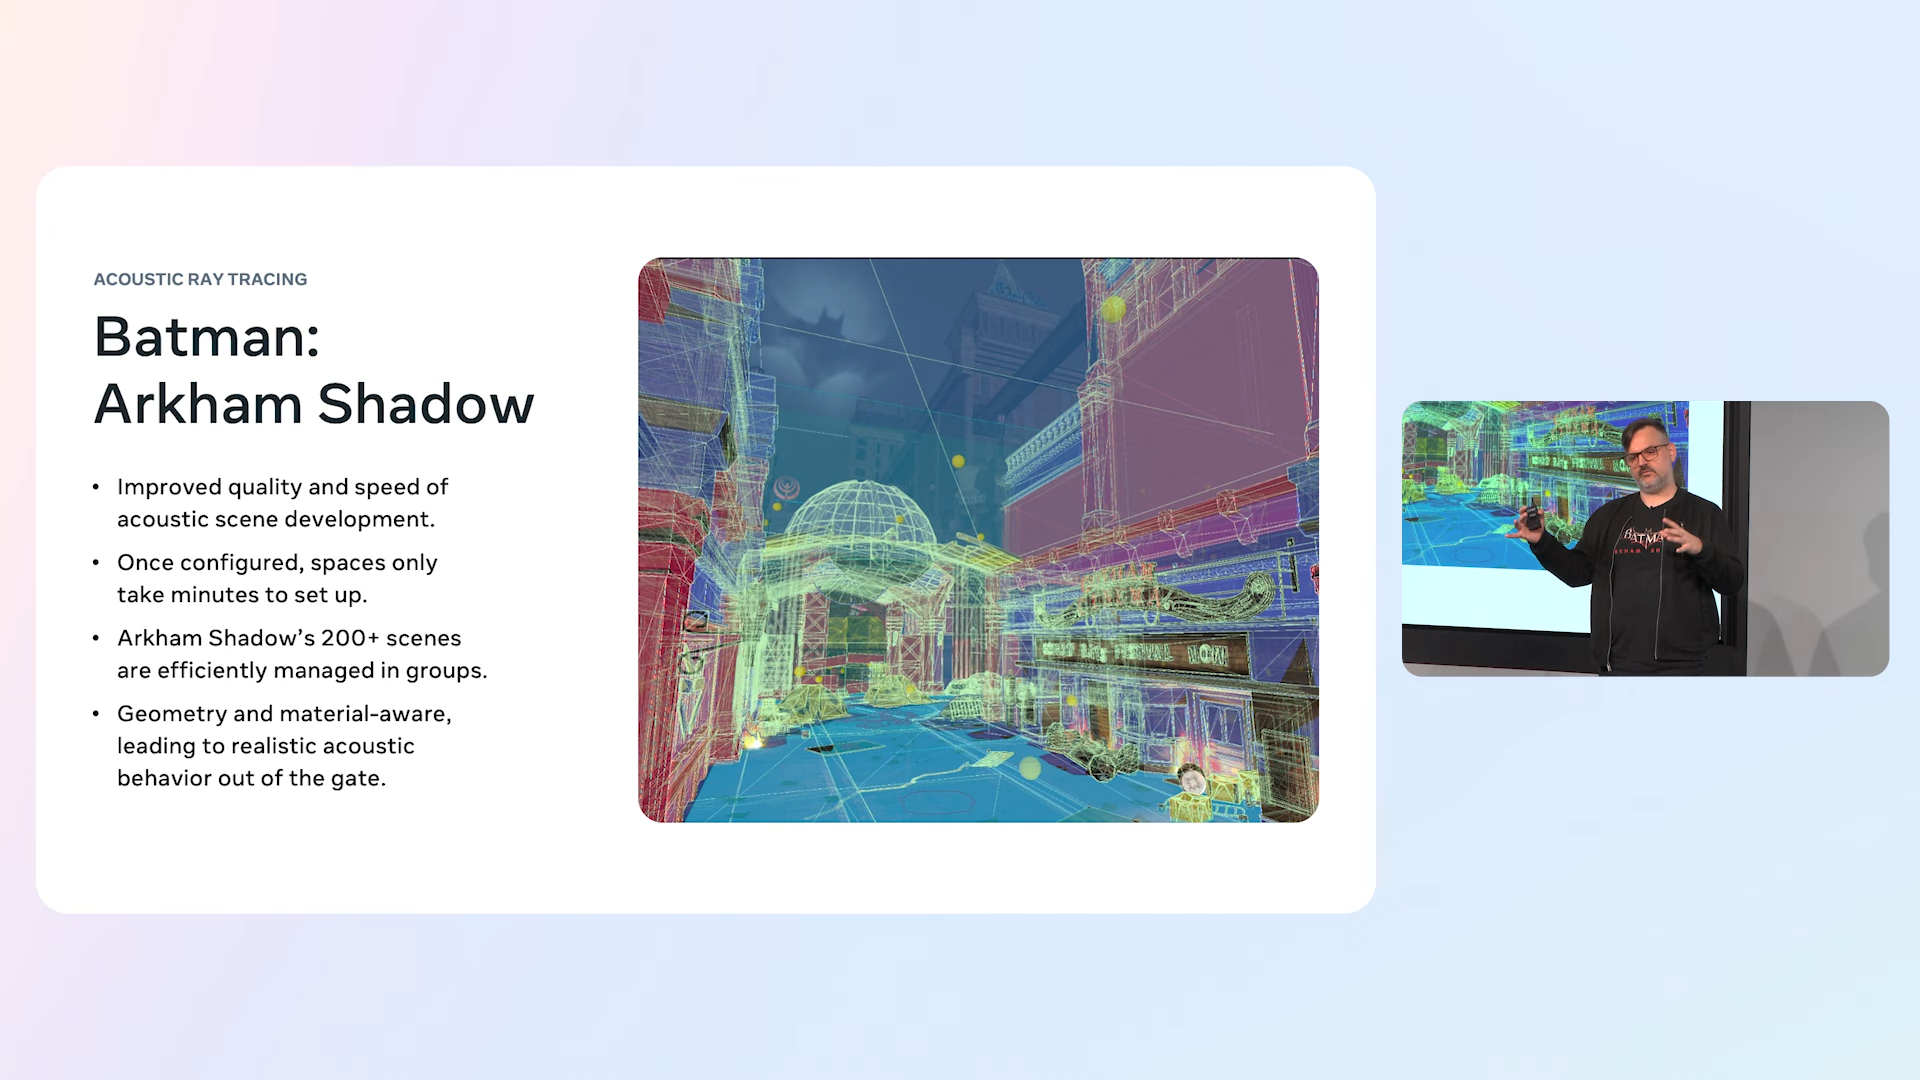 ACOUSTIC RAY TRACING
Batman:
Arkham Shadow
• Improved quality and speed of
acoustic scene development.
• Once configured, spaces only
take minutes to set up.
• Arkham Shadow’s 200+ scenes
are efficiently managed in groups.
• Geometry and material-aware,
leading to realistic acoustic
behavior out of the gate.